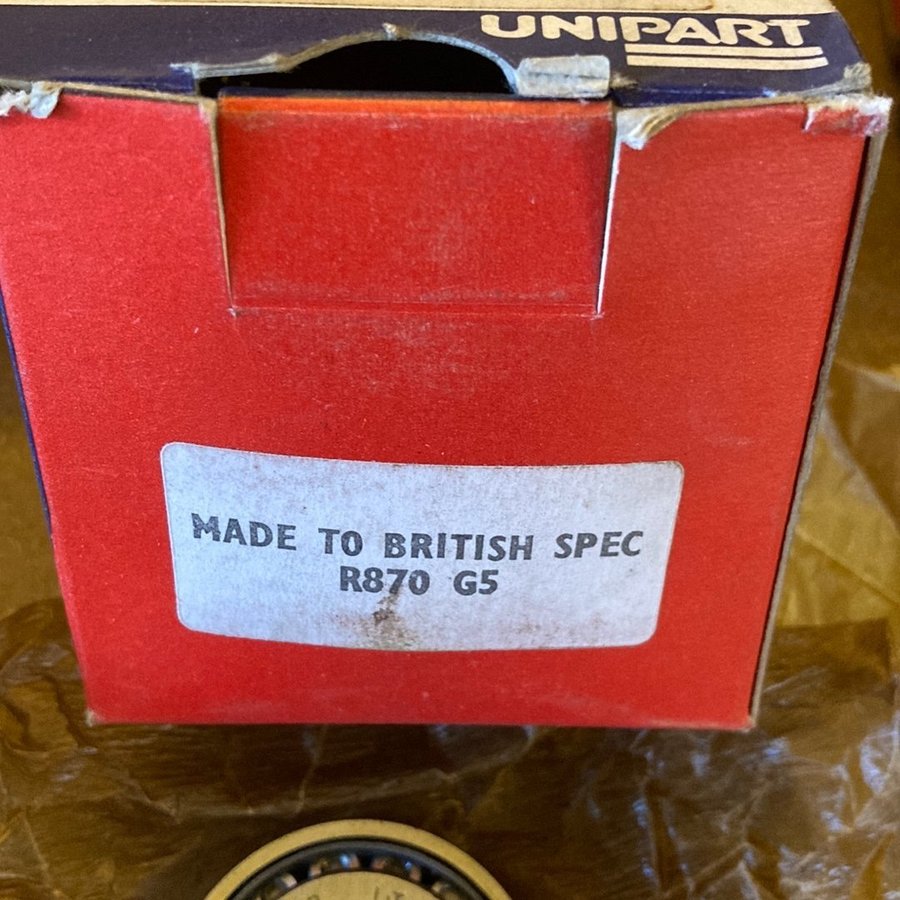 UNIPART
MADE TO BRITISH SPEC
R870 G5